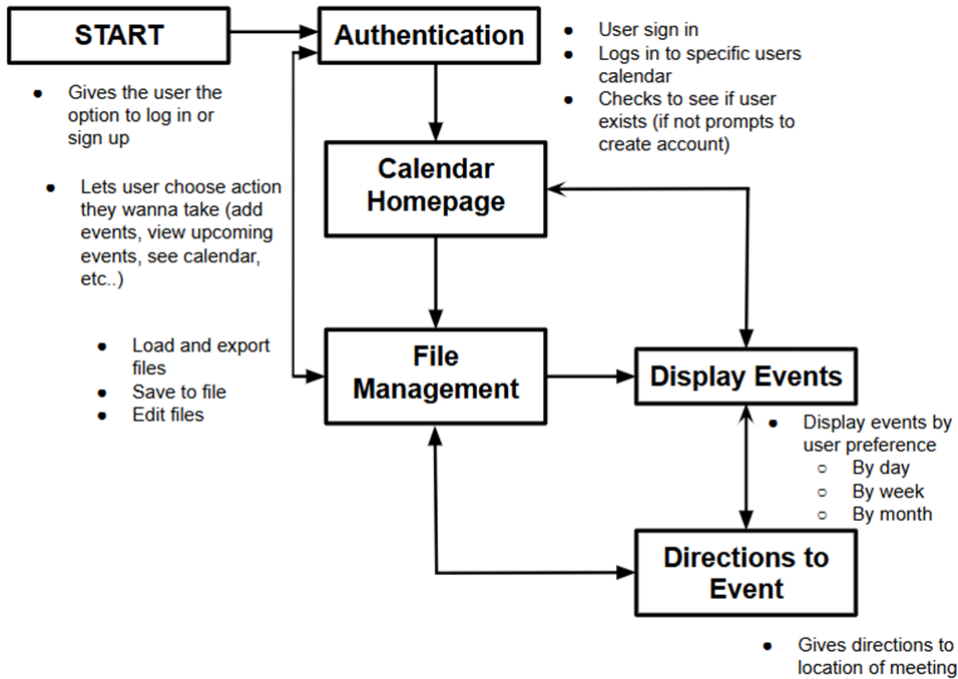 START
Authentication
• User sign in
• Logs in to specific users
calendar
• Checks to see if user
exists (if not prompts to
create account)
• Gives the user the
option to log in or
sign up
Calendar
Homepage
• Lets user choose action
they wanna take (add
events, view upcoming
events, see calendar,
etc..)
File
Management
• Load and export
files
• Save to file
• Edit files
Display Events
• Display events by
user preference
○ By day
○ By week
○ By month
Directions to
Event
• Gives directions to
location of meeting